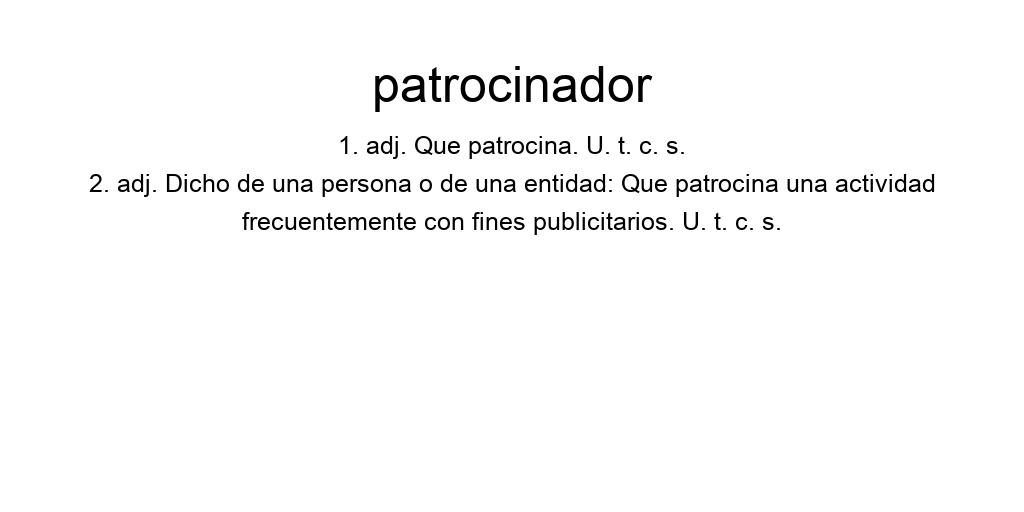 patrocinador
1. adj. Que patrocina. U. t. c. s.
2. adj. Dicho de una persona o de una entidad: Que patrocina una actividad
frecuentemente con fines publicitarios. U. t. c. s.